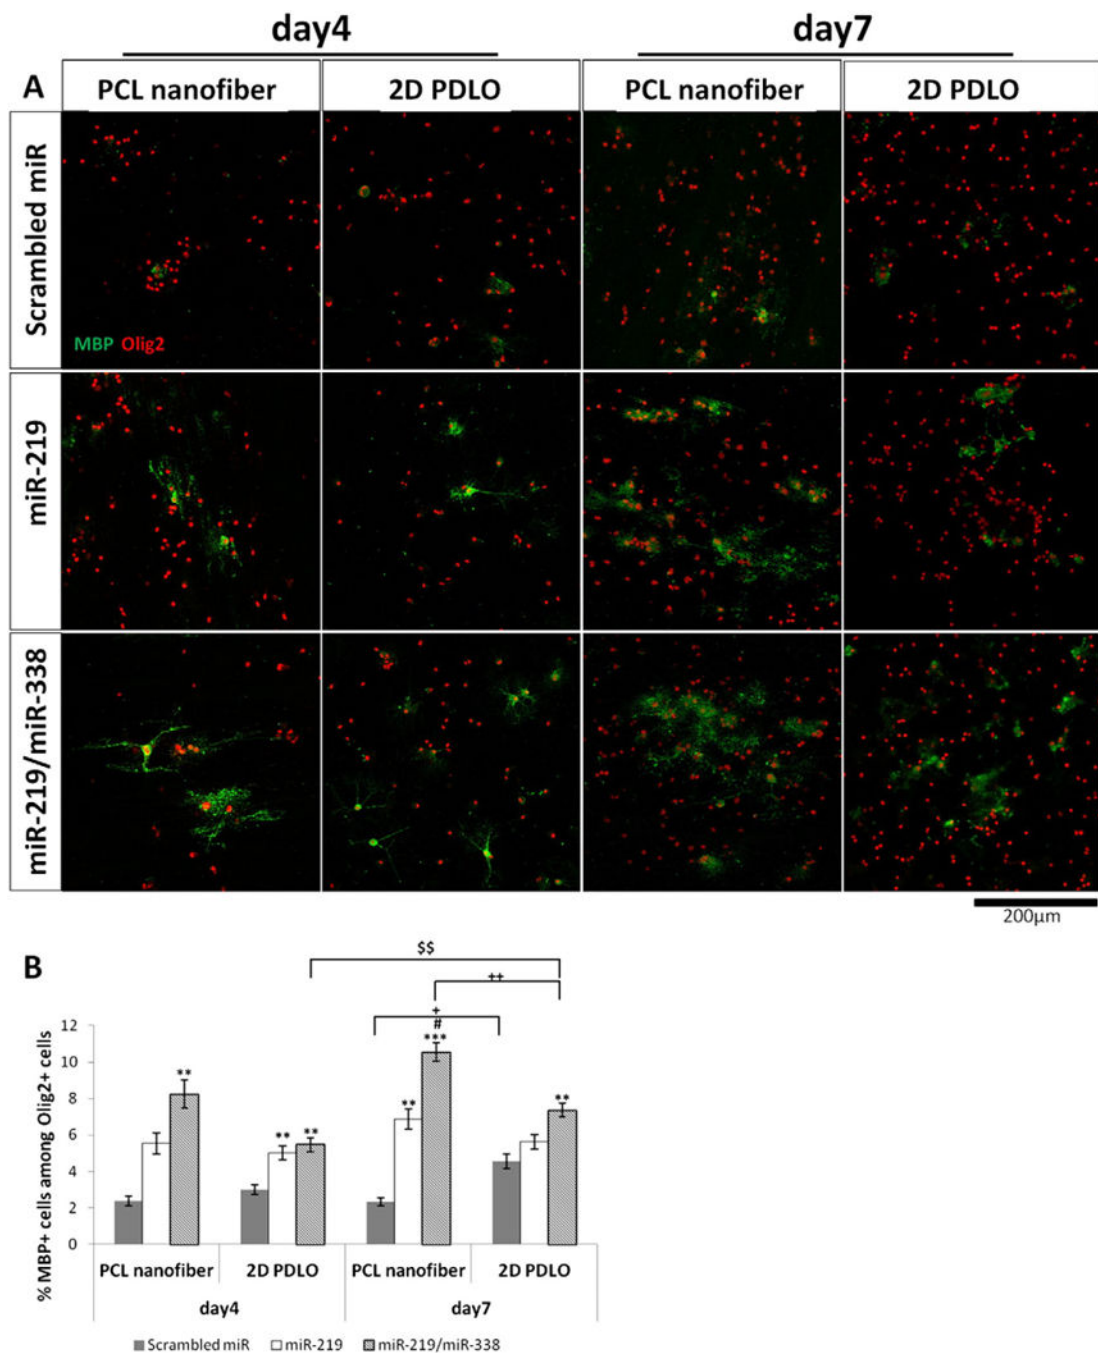 day4 day7
A PCL nanofiber 2D PDLO PCL nanofiber 2D PDLO
Scrambled miR
MBP Olig2
miR-219
miR-219/miR-338
200μm
B
$$
++
+
#
***
** ** ** ** **
% MBP+ cells among Olig2+ cells
12
10
8
6
4
2
0
PCL nanofiber 2D PDLO PCL nanofiber 2D PDLO
day4 day7
Scrambled miR miR-219 miR-219/miR-338